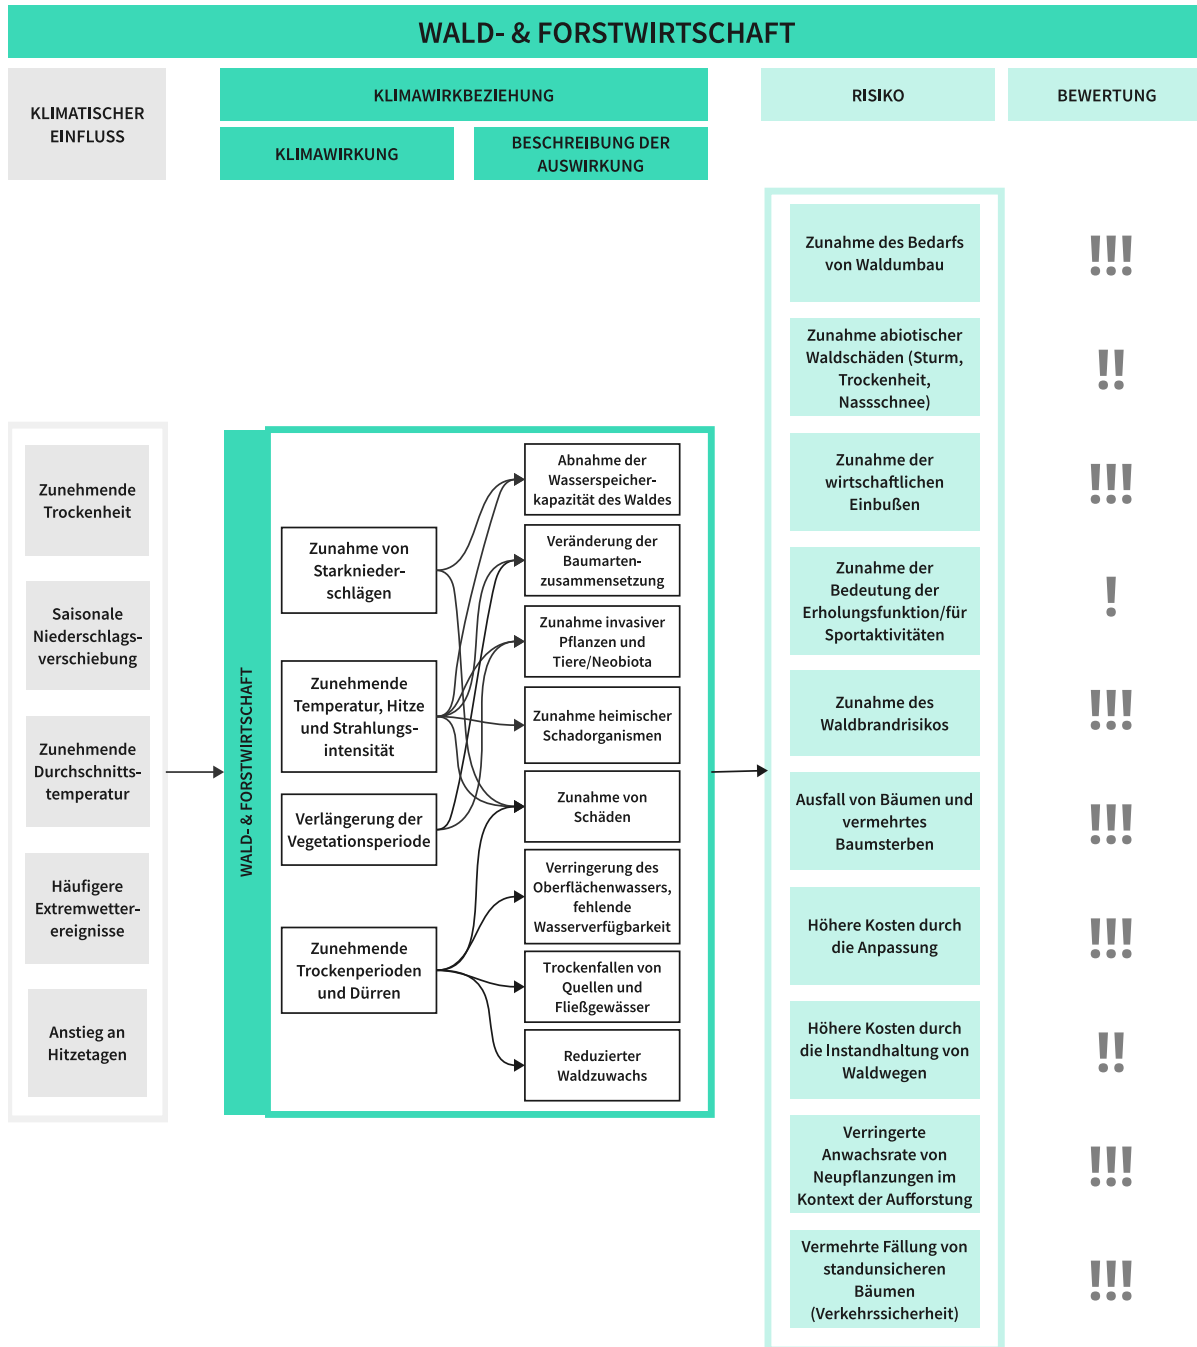 WALD- & FORSTWIRTSCHAFT
KLIMATISCHER
EINFLUSS
KLIMAWIRKBEZIEHUNG
KLIMAWIRKUNG
BESCHREIBUNG DER
AUSWIRKUNG
RISIKO
BEWERTUNG
Zunehmende
Trockenheit
Saisonale
Niederschlags-
verschiebung
Zunehmende
Durchschnitts-
temperatur
Häufigere
Extremwetter-
ereignisse
Anstieg an
Hitzetagen
WALD- & FORSTWIRTSCHAFT
Zunahme von
Starknieder-
schlägen
Zunehmende
Temperatur, Hitze
und Strahlungs-
intensität
Verlängerung der
Vegetationsperiode
Zunehmende
Trockenperioden
und Dürren
Abnahme der
Wasserspeicher-
kapazität des Waldes
Veränderung der
Baumarten-
zusammensetzung
Zunahme invasiver
Pflanzen und
Tiere/Neobiota
Zunahme heimischer
Schadorganismen
Zunahme von
Schäden
Verringerung des
Oberflächenwassers,
fehlende
Wasserverfügbarkeit
Trockenfallen von
Quellen und
Fließgewässer
Reduzierter
Waldzuwachs
Zunahme des Bedarfs
von Waldumbau
!!!
Zunahme abiotischer
Waldschäden (Sturm,
Trockenheit,
Nassschnee)
!!
Zunahme der
wirtschaftlichen
Einbußen
!!!
Zunahme der
Bedeutung der
Erholungsfunktion/für
Sportaktivitäten
!
Zunahme des
Waldbrandrisikos
!!!
Ausfall von Bäumen und
vermehrtes
Baumsterben
!!!
Höhere Kosten durch
die Anpassung
!!!
Höhere Kosten durch
die Instandhaltung von
Waldwegen
!!
Verringerte
Anwachsrate von
Neupflanzungen im
Kontext der Aufforstung
!!!
Vermehrte Fällung von
standunsicheren
Bäumen
(Verkehrssicherheit)
!!!